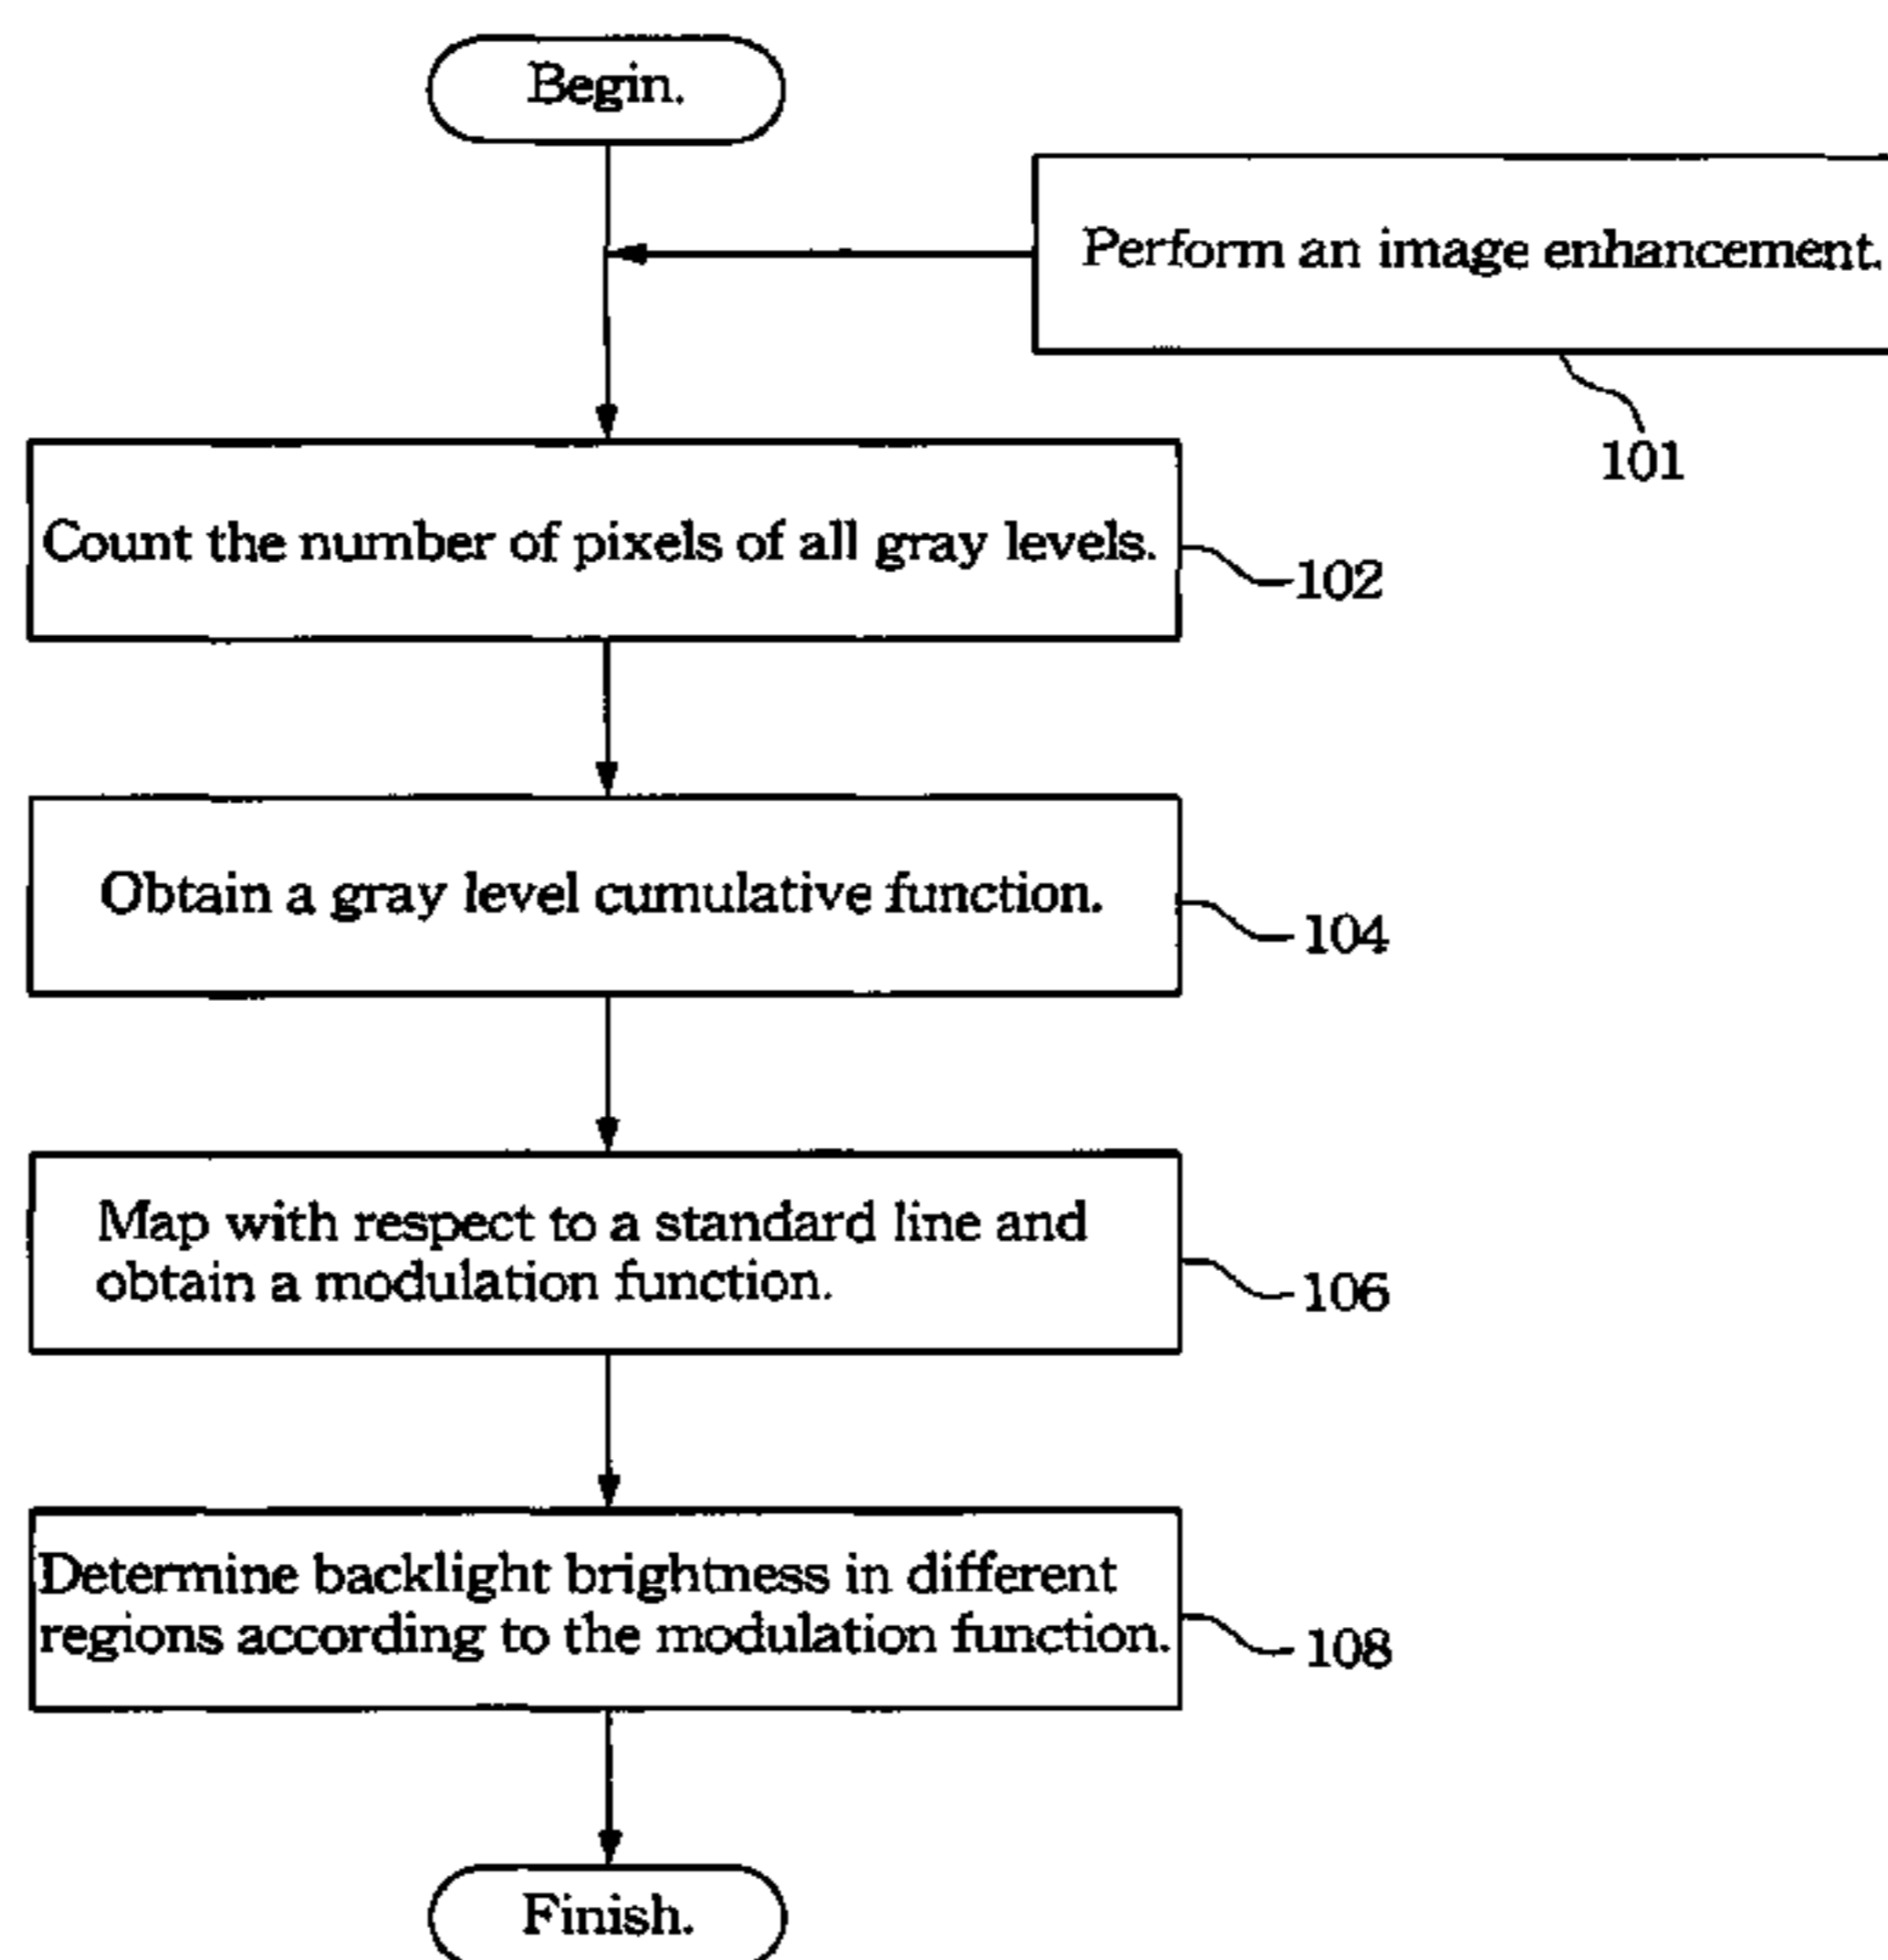 Begin.
Perform an image enhancement.
101
Count the number of pixels of all gray levels.
102
Obtain a gray level cumulative function.
104
Map with respect to a standard line and
obtain a modulation function.
106
Determine backlight brightness in different
regions according to the modulation function.
108
Finish.